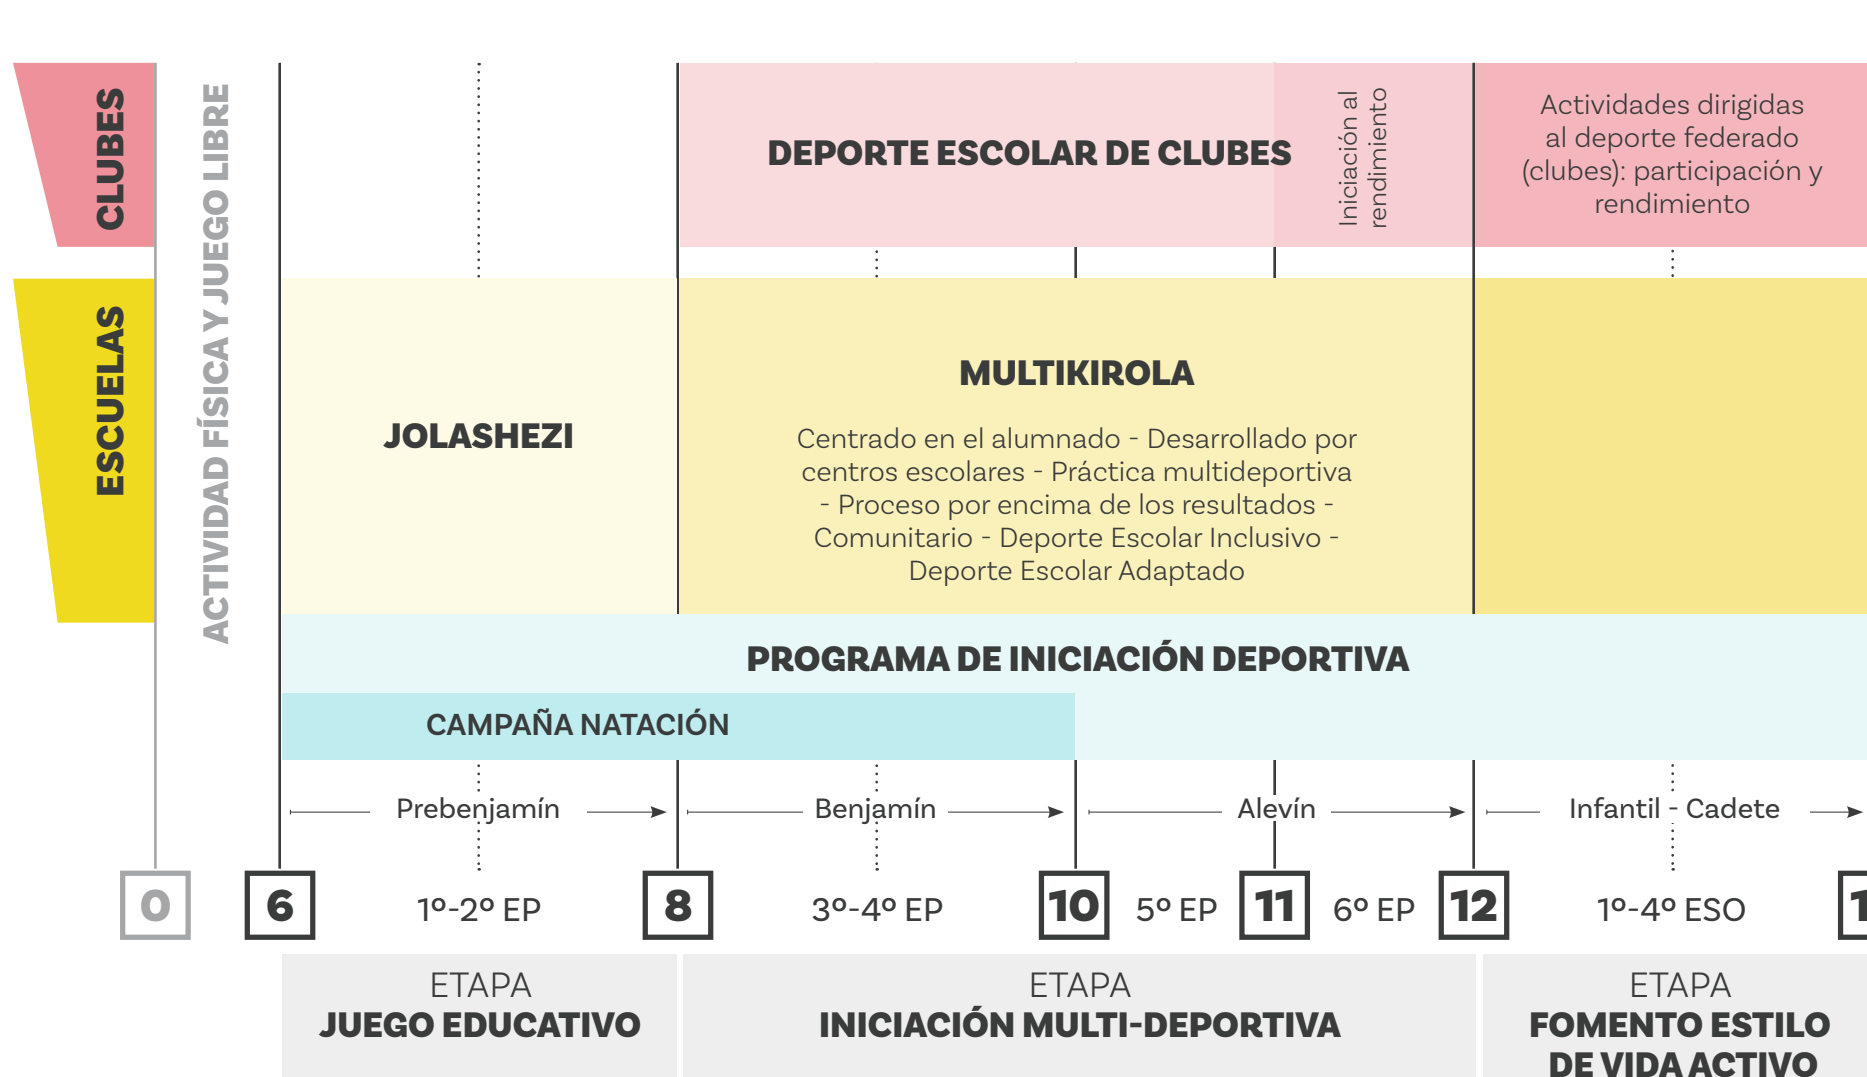 CLUBES
ESCUELAS
ACTIVIDAD FÍSICA Y JUEGO LIBRE
DEPORTE ESCOLAR DE CLUBES
Iniciación al
rendimiento
Actividades dirigidas
al deporte federado
(clubes): participación y
rendimiento
JOLASHEZI
MULTIKIROLA
Centrado en el alumnado - Desarrollado por
centros escolares - Práctica multideportiva
- Proceso por encima de los resultados -
Comunitario - Deporte Escolar Inclusivo -
Deporte Escolar Adaptado
PROGRAMA DE INICIACIÓN DEPORTIVA
CAMPAÑA NATACIÓN
Prebenjamín
Benjamín
Alevín
Infantil - Cadete
0
6
1º-2º EP
8
3º-4º EP
10
5º EP
11
6º EP
12
1º-4º ESO
ETAPA
JUEGO EDUCATIVO
ETAPA
INICIACIÓN MULTI-DEPORTIVA
ETAPA
FOMENTO ESTILO
DE VIDA ACTIVO